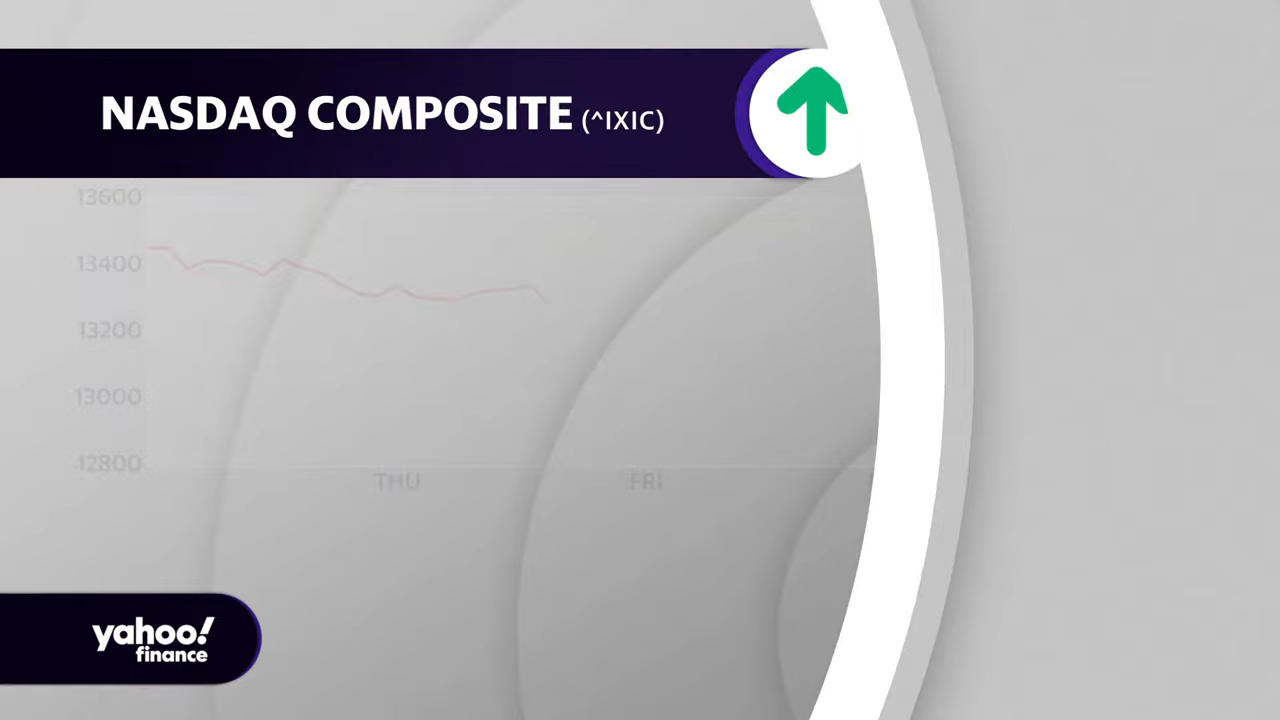 NASDAQ COMPOSITE (^IXIC)
13600
13400
13200
13000
12800
THU FRI
yahoo!
finance